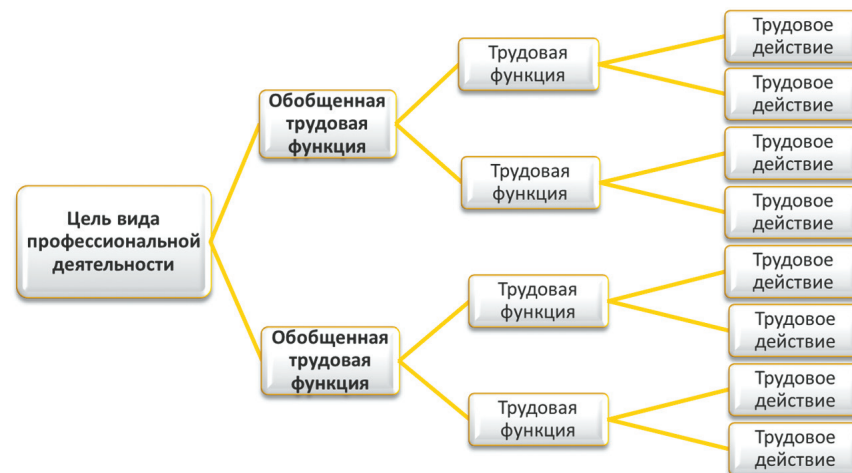 Цель вида
профессиональной
деятельности
Обобщенная
трудовая
функция
Трудовая
функция
Трудовое
действие
Трудовое
действие
Трудовая
функция
Трудовое
действие
Трудовое
действие
Обобщенная
трудовая
функция
Трудовая
функция
Трудовое
действие
Трудовое
действие
Трудовая
функция
Трудовое
действие
Трудовое
действие